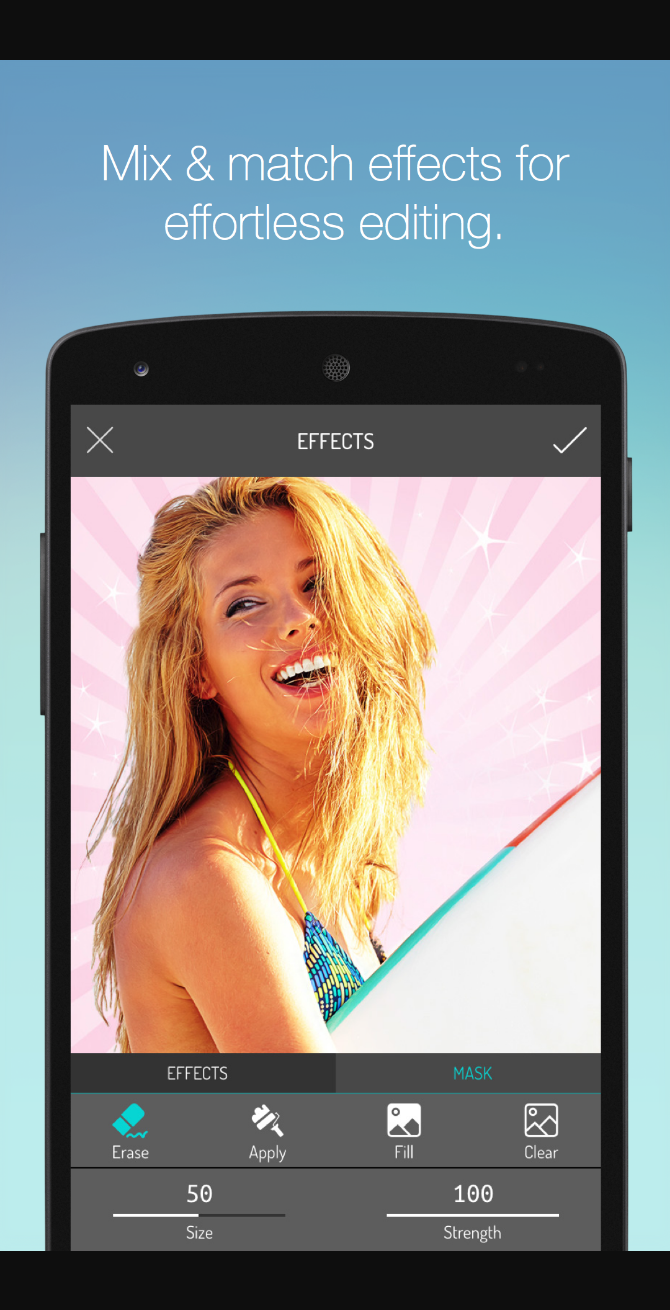 Mix & match effects for
effortless editing.
EFFECTS
EFFECTS MASK
Erase Apply Fill Clear
50 100
Size Strength